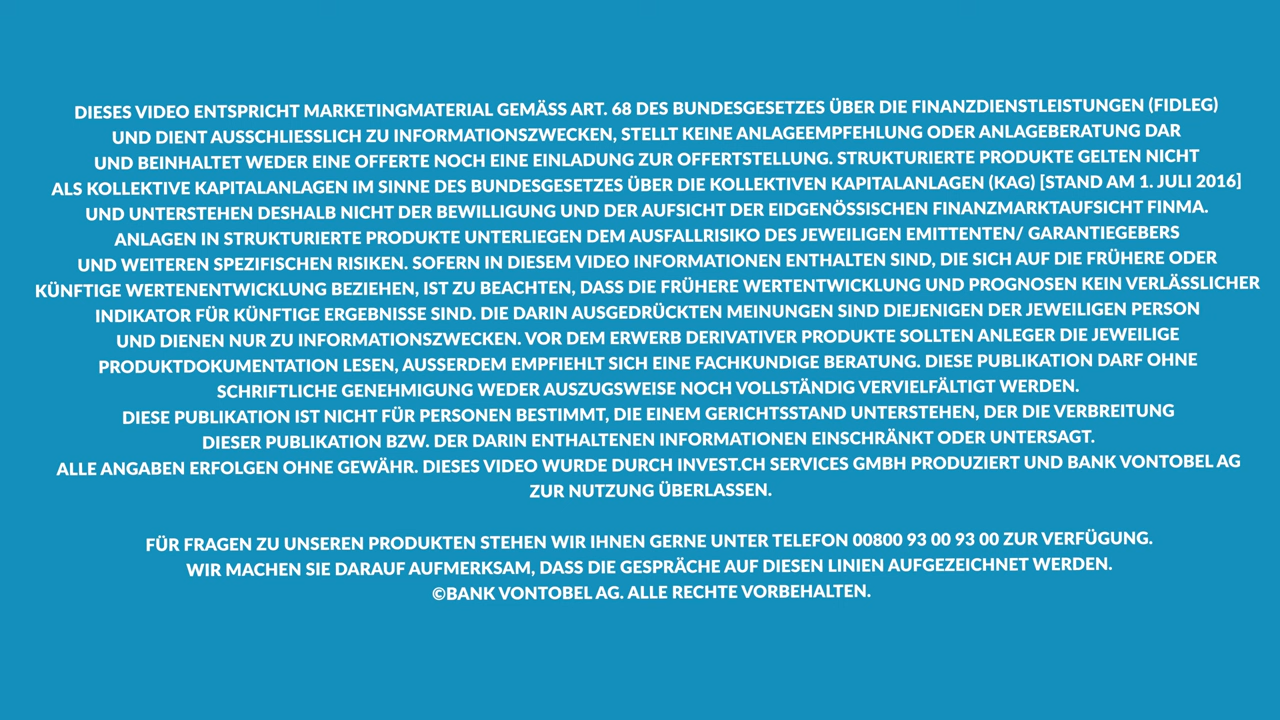 DIESES VIDEO ENTSPRICHT MARKETINGMATERIAL GEMÄSS ART. 68 DES BUNDESGESETZES ÜBER DIE FINANZDIENSTLEISTUNGEN (FIDLEG)
UND DIENT AUSSCHLIESSLICH ZU INFORMATIONSZWECKEN, STELLT KEINE ANLAGEEMPFEHLUNG ODER ANLAGEBERATUNG DAR
UND BEINHALTET WEDER EINE OFFERTE NOCH EINE EINLADUNG ZUR OFFERTSTELLUNG. STRUKTURIERTE PRODUKTE GELTEN NICHT
ALS KOLLEKTIVE KAPITALANLAGEN IM SINNE DES BUNDESGESETZES ÜBER DIE KOLLEKTIVEN KAPITALANLAGEN (KAG) [STAND AM 1. JULI 2016]
UND UNTERSTEHEN DESHALB NICHT DER BEWILLIGUNG UND DER AUFSICHT DER EIDGENÖSSISCHEN FINANZMARKTAUFSICHT FINMA.
ANLAGEN IN STRUKTURIERTE PRODUKTE UNTERLIEGEN DEM AUSFALLRISIKO DES JEWEILIGEN EMITTENTEN/ GARANTIEGEBERS
UND WEITEREN SPEZIFISCHEN RISIKEN. SOFERN IN DIESEM VIDEO INFORMATIONEN ENTHALTEN SIND, DIE SICH AUF DIE FRÜHERE ODER
KÜNFTIGE WERTENENTWICKLUNG BEZIEHEN, IST ZU BEACHTEN, DASS DIE FRÜHERE WERTENTWICKLUNG UND PROGNOSEN KEIN VERLÄSSLICHER
INDIKATOR FÜR KÜNFTIGE ERGEBNISSE SIND. DIE DARIN AUSGEDRÜCKTEN MEINUNGEN SIND DIEJENIGEN DER JEWEILIGEN PERSON
UND DIENEN NUR ZU INFORMATIONSZWECKEN. VOR DEM ERWERB DERIVATIVER PRODUKTE SOLLTEN ANLEGER DIE JEWEILIGE
PRODUKTDOKUMENTATION LESEN, AUSSERDEM EMPFIEHLT SICH EINE FACHKUNDIGE BERATUNG. DIESE PUBLIKATION DARF OHNE
SCHRIFTLICHE GENEHMIGUNG WEDER AUSZUGSWEISE NOCH VOLLSTÄNDIG VERVIELFÄLTIGT WERDEN.
DIESE PUBLIKATION IST NICHT FÜR PERSONEN BESTIMMT, DIE EINEM GERICHTSSTAND UNTERSTEHEN, DER DIE VERBREITUNG
DIESER PUBLIKATION BZW. DER DARIN ENTHALTENEN INFORMATIONEN EINSCHRÄNKT ODER UNTERSAGT.
ALLE ANGABEN ERFOLGEN OHNE GEWÄHR. DIESES VIDEO WURDE DURCH INVEST.CH SERVICES GMBH PRODUZIERT UND BANK VONTOBEL AG
ZUR NUTZUNG ÜBERLASSEN.
FÜR FRAGEN ZU UNSEREN PRODUKTEN STEHEN WIR IHNEN GERNE UNTER TELEFON 00800 93 00 93 00 ZUR VERFÜGUNG.
WIR MACHEN SIE DARAUF AUFMERKSAM, DASS DIE GESPRÄCHE AUF DIESEN LINIEN AUFGEZEICHNET WERDEN.
©BANK VONTOBEL AG. ALLE RECHTE VORBEHALTEN.